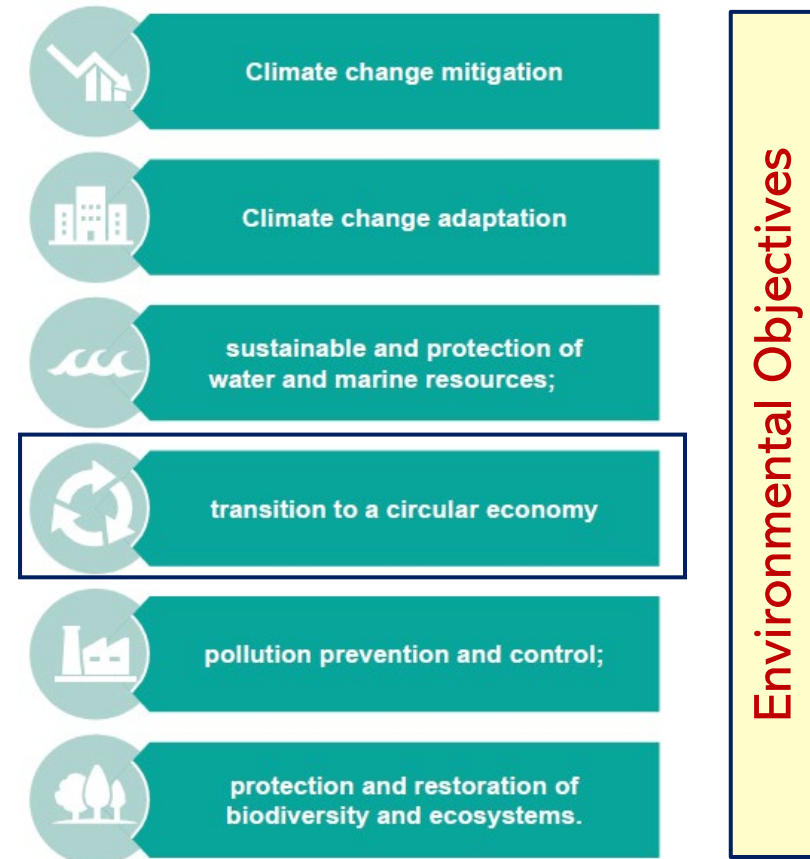 Climate change mitigation
Climate change adaptation
sustainable and protection of
water and marine resources;
transition to a circular economy
pollution prevention and control;
protection and restoration of
biodiversity and ecosystems.
Environmental Objectives